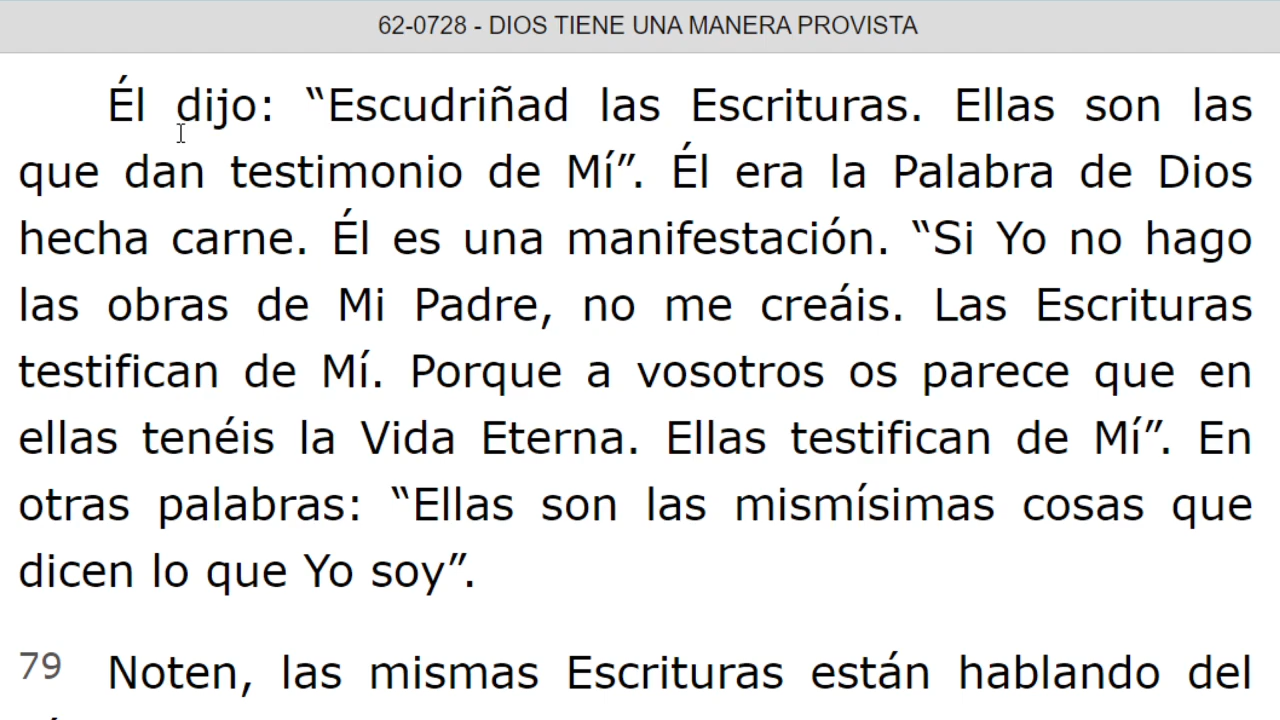 62-0728 - DIOS TIENE UNA MANERA PROVISTA
Él dijo: “Escudriñad las Escrituras. Ellas son las
que dan testimonio de Mí”. Él era la Palabra de Dios
hecha carne. Él es una manifestación. “Si Yo no hago
las obras de Mi Padre, no me creáis. Las Escrituras
testifican de Mí. Porque a vosotros os parece que en
ellas tenéis la Vida Eterna. Ellas testifican de Mí”. En
otras palabras: “Ellas son las mismísimas cosas que
dicen lo que Yo soy”.
79 Noten, las mismas Escrituras están hablando del